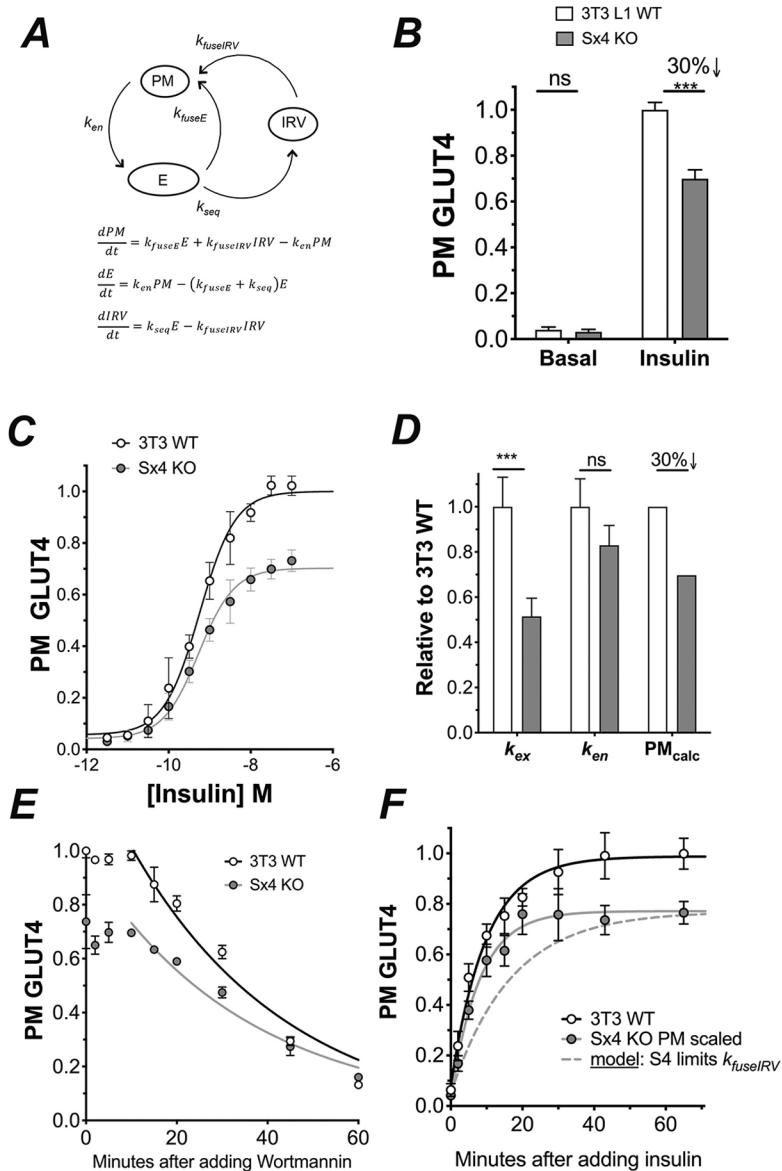 A
k_fuseIRV
PM
k_fuseE
IRV
k_en
E
k_seq
dPM/dt = k_fuseE E + k_fuseIRV IRV − k_en PM
dE/dt = k_en PM − (k_fuseE + k_seq)E
dIRV/dt = k_seq E − k_fuseIRV IRV
B
3T3 L1 WT
Sx4 KO
30%↓
ns
***
PM GLUT4
1.0
0.8
0.6
0.4
0.2
0.0
Basal
Insulin
C
3T3 WT
Sx4 KO
PM GLUT4
1.0
0.8
0.6
0.4
0.2
0.0
-12
-10
-8
-6
[Insulin] M
D
***
ns
30%↓
Relative to 3T3 WT
1.0
0.8
0.6
0.4
0.2
0.0
k_ex
k_en
PM_calc
E
3T3 WT
Sx4 KO
PM GLUT4
1.0
0.8
0.6
0.4
0.2
0.0
0
20
40
60
Minutes after adding Wortmannin
F
PM GLUT4
1.0
0.8
0.6
0.4
0.2
0.0
3T3 WT
Sx4 KO PM scaled
model: S4 limits k_fuseIRV
0
10
20
30
40
50
60
70
Minutes after adding insulin